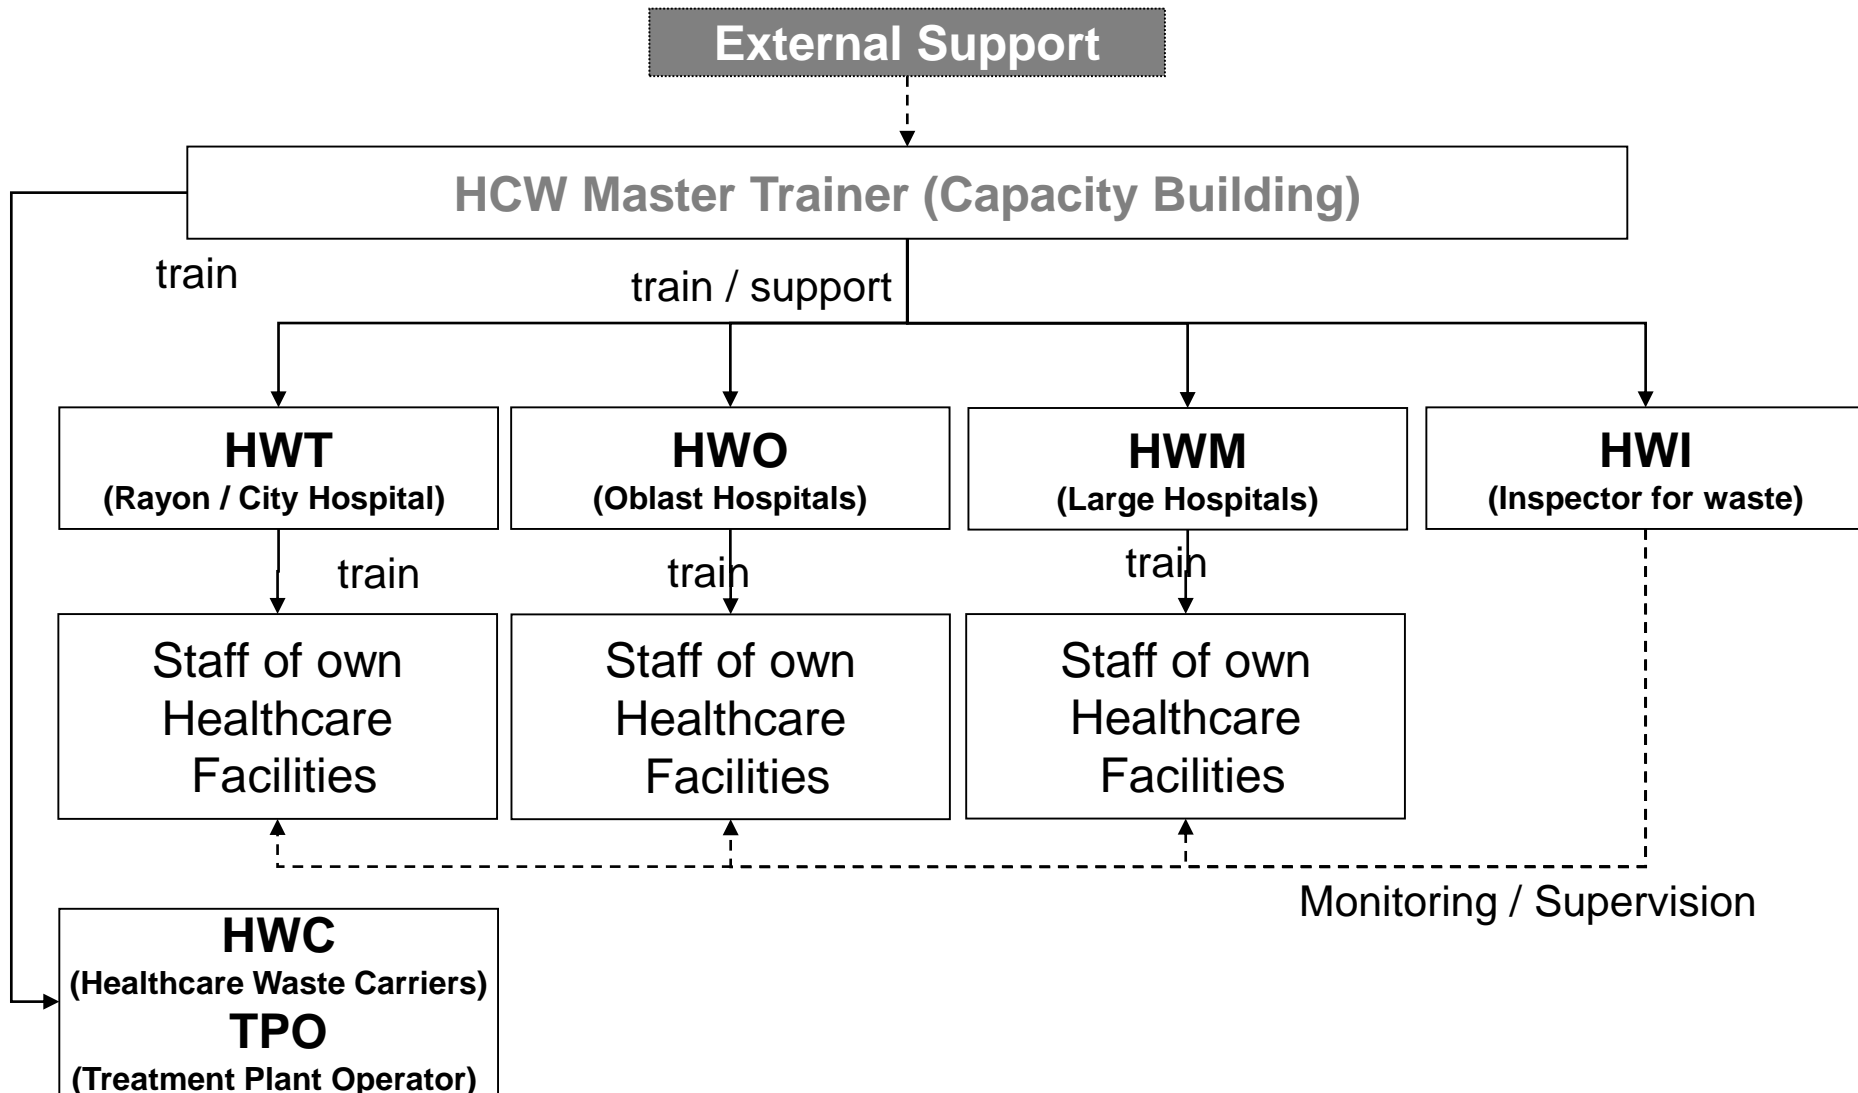 External Support
HCW Master Trainer (Capacity Building)
train
train / support
HWT
(Rayon / City Hospital)
HWO
(Oblast Hospitals)
HWM
(Large Hospitals)
HWI
(Inspector for waste)
train
train
train
Staff of own
Healthcare
Facilities
Staff of own
Healthcare
Facilities
Staff of own
Healthcare
Facilities
Monitoring / Supervision
HWC
(Healthcare Waste Carriers)
TPO
(Treatment Plant Operator)